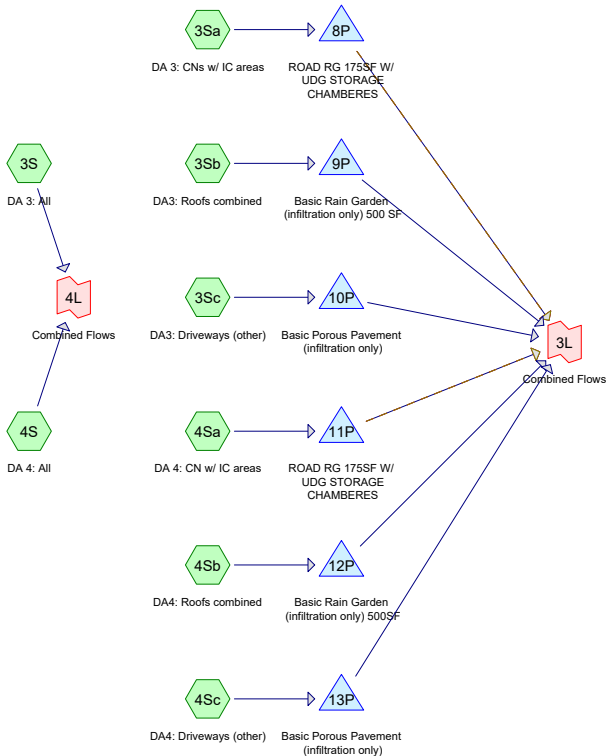 3Sa
8P
DA 3: CNs w/ IC areas
ROAD RG 175SF W/
UDG STORAGE
CHAMBERES
3S
DA 3: All
3Sb
9P
DA3: Roofs combined
Basic Rain Garden
(infiltration only) 500 SF
4L
Combined Flows
3Sc
10P
DA3: Driveways (other)
Basic Porous Pavement
(infiltration only)
3L
Combined Flows
4S
DA 4: All
4Sa
11P
DA 4: CN w/ IC areas
ROAD RG 175SF W/
UDG STORAGE
CHAMBERES
4Sb
12P
DA4: Roofs combined
Basic Rain Garden
(infiltration only) 500SF
4Sc
13P
DA4: Driveways (other)
Basic Porous Pavement
(infiltration only)